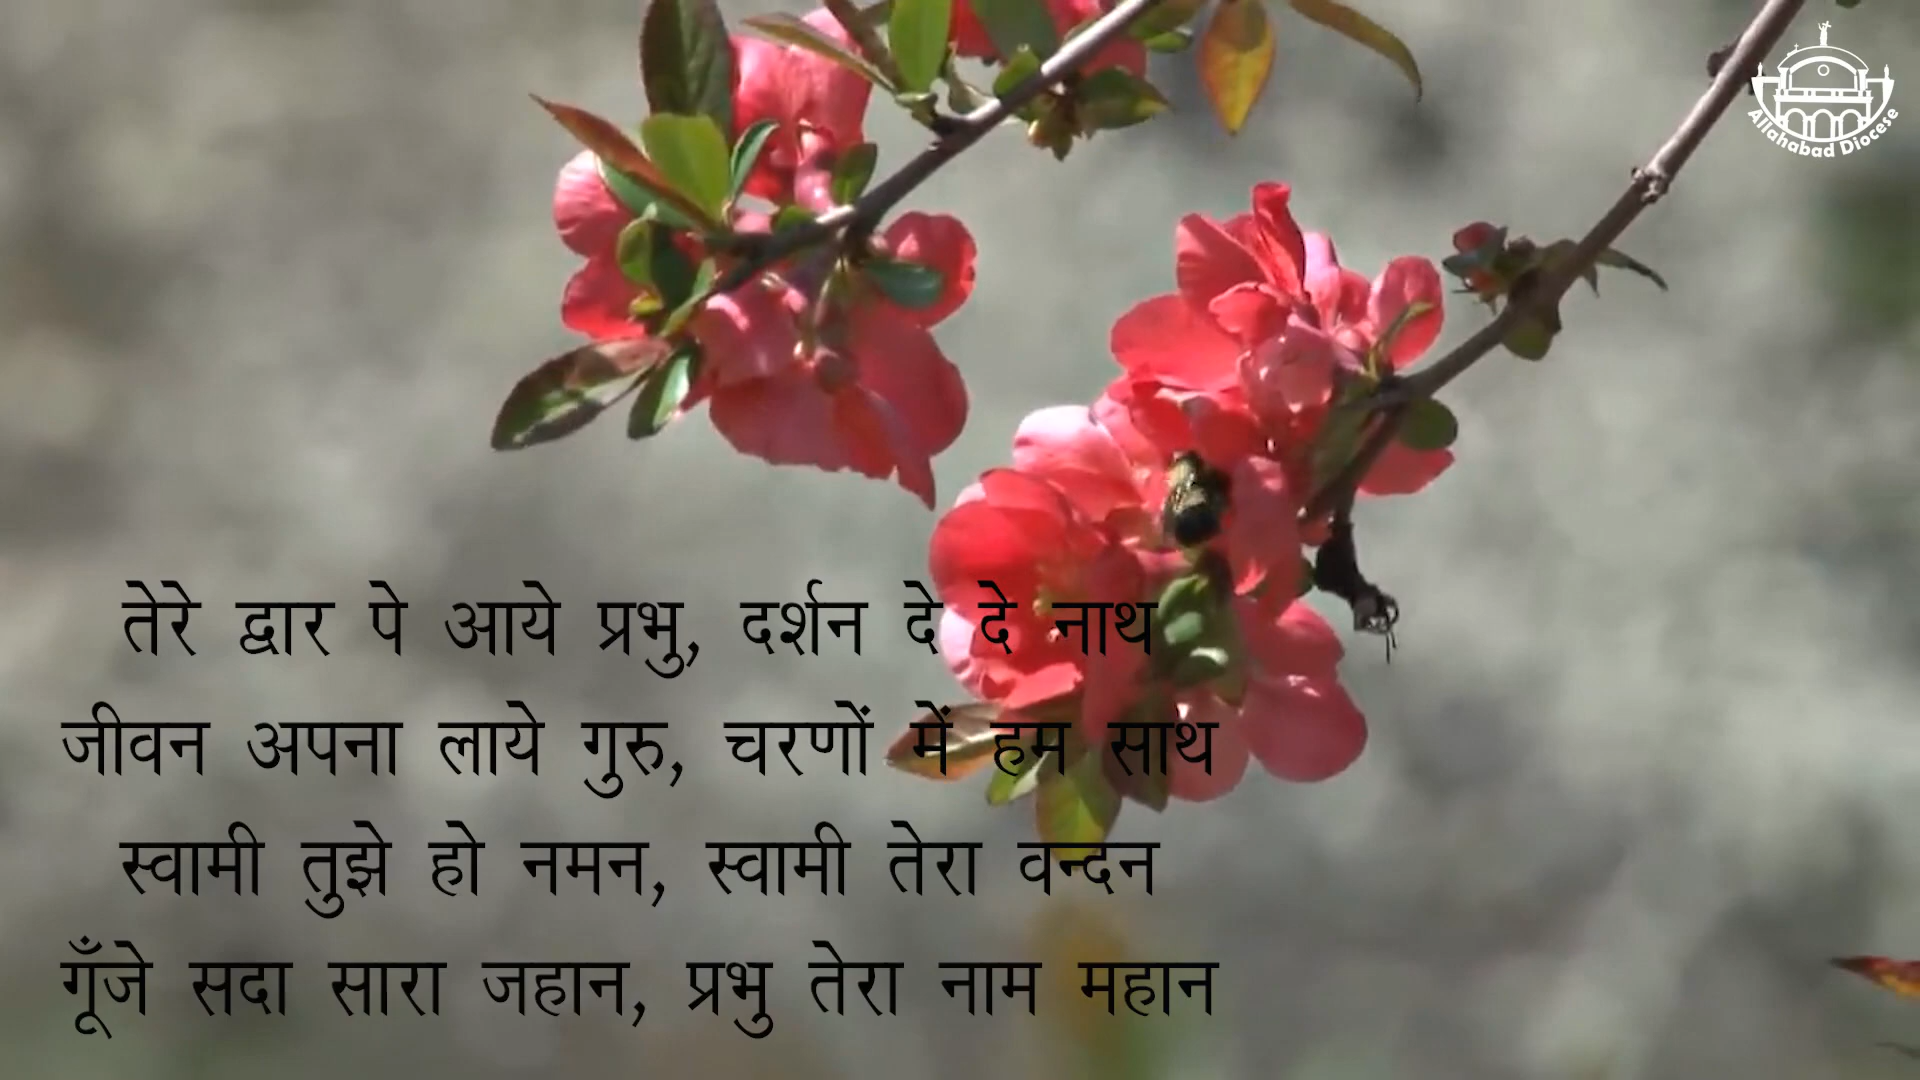 Allahabad Diocese
तेरे द्वार पे आये प्रभु, दर्शन दे दे नाथ
जीवन अपना लाये गुरु, चरणों में हम साथ
स्वामी तुझे हो नमन, स्वामी तेरा वन्दन
गूँजे सदा सारा जहान, प्रभु तेरा नाम महान